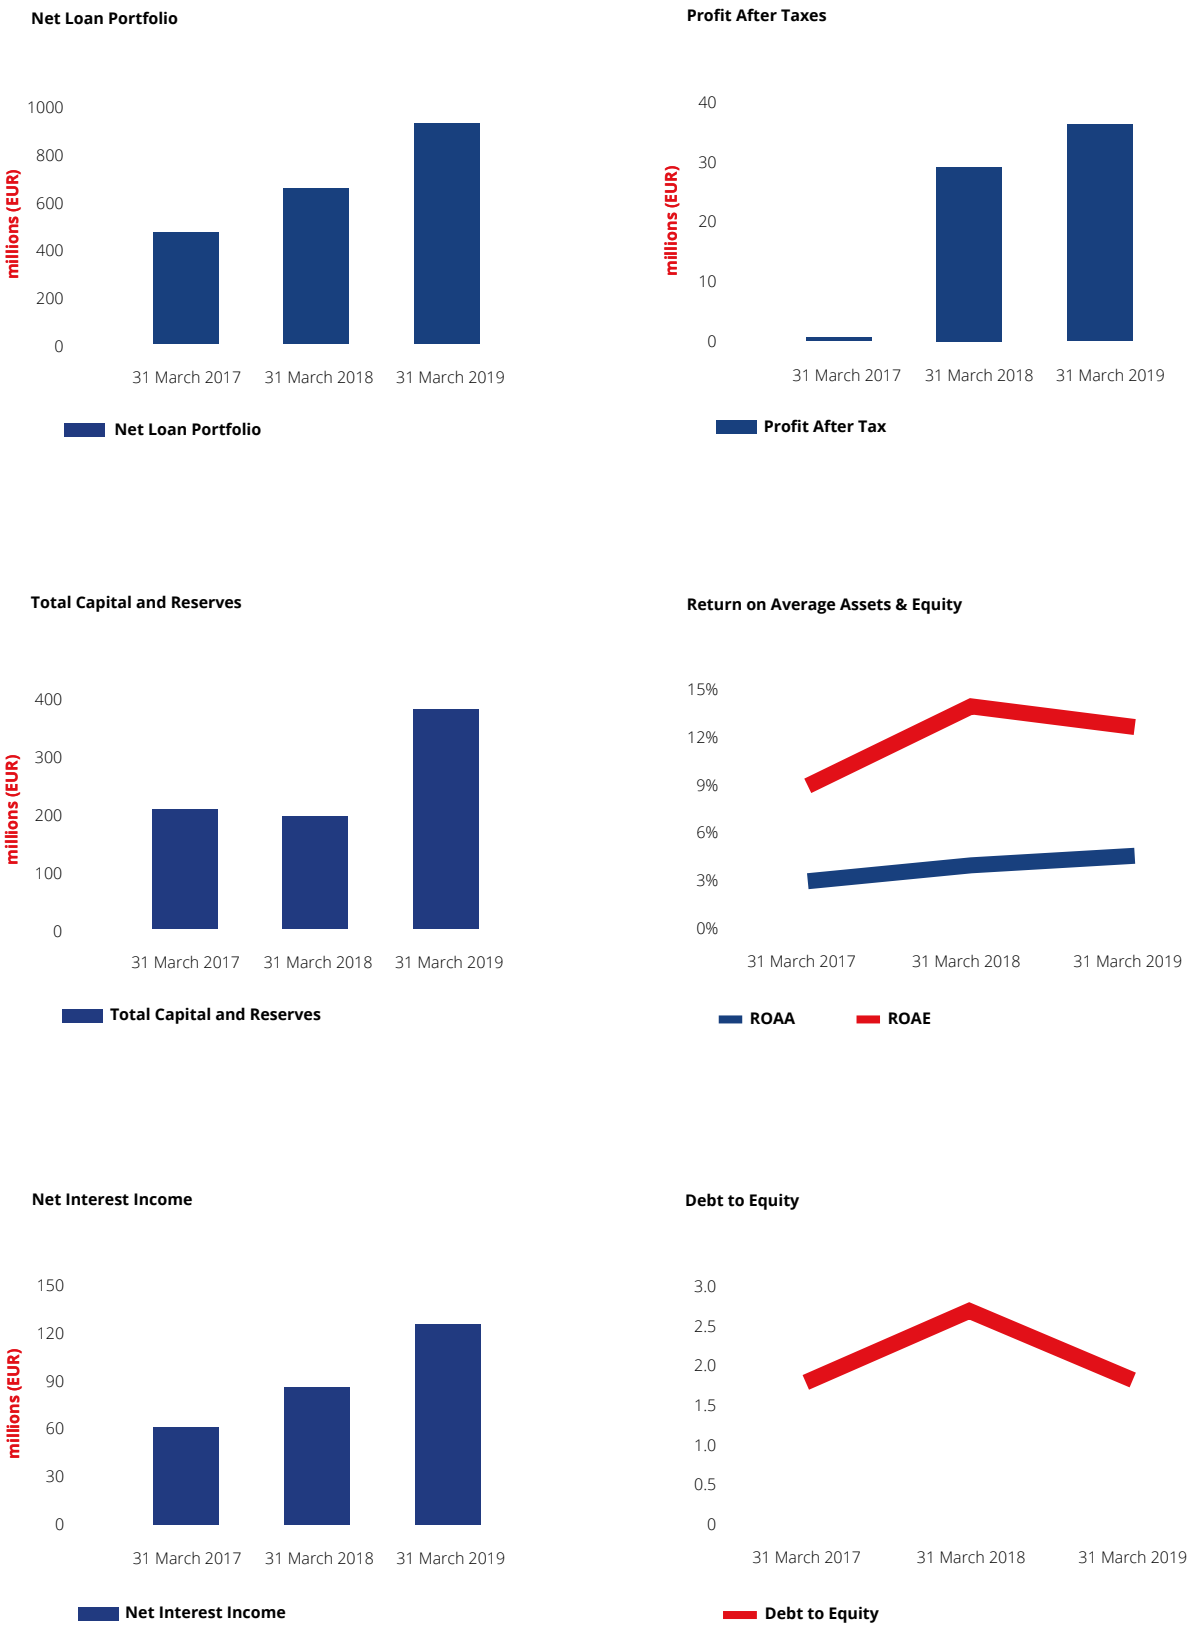 Net Loan Portfolio
millions (EUR)
1000
800
600
400
200
0
31 March 2017 31 March 2018 31 March 2019
Net Loan Portfolio
Profit After Taxes
millions (EUR)
40
30
20
10
0
31 March 2017 31 March 2018 31 March 2019
Profit After Tax
Total Capital and Reserves
millions (EUR)
400
300
200
100
0
31 March 2017 31 March 2018 31 March 2019
Total Capital and Reserves
Return on Average Assets & Equity
15%
12%
9%
6%
3%
0%
31 March 2017 31 March 2018 31 March 2019
ROAA ROAE
Net Interest Income
millions (EUR)
150
120
90
60
30
0
31 March 2017 31 March 2018 31 March 2019
Net Interest Income
Debt to Equity
3.0
2.5
2.0
1.5
1.0
0.5
0
31 March 2017 31 March 2018 31 March 2019
Debt to Equity